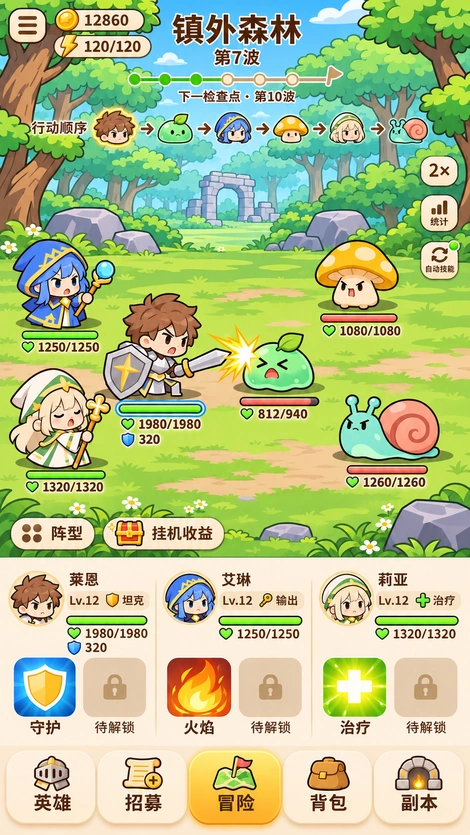 12860
120/120
镇外森林
第7波
下一检查点·第10波
行动顺序
2×
统计
自动技能
1250/1250
1980/1980
320
1320/1320
812/940
1080/1080
1260/1260
阵型
挂机收益
莱恩
Lv.12 坦克
1980/1980
320
守护
待解锁
艾琳
Lv.12 输出
1250/1250
火焰
待解锁
莉亚
Lv.12 治疗
1320/1320
治疗
待解锁
英雄
招募
冒险
背包
副本